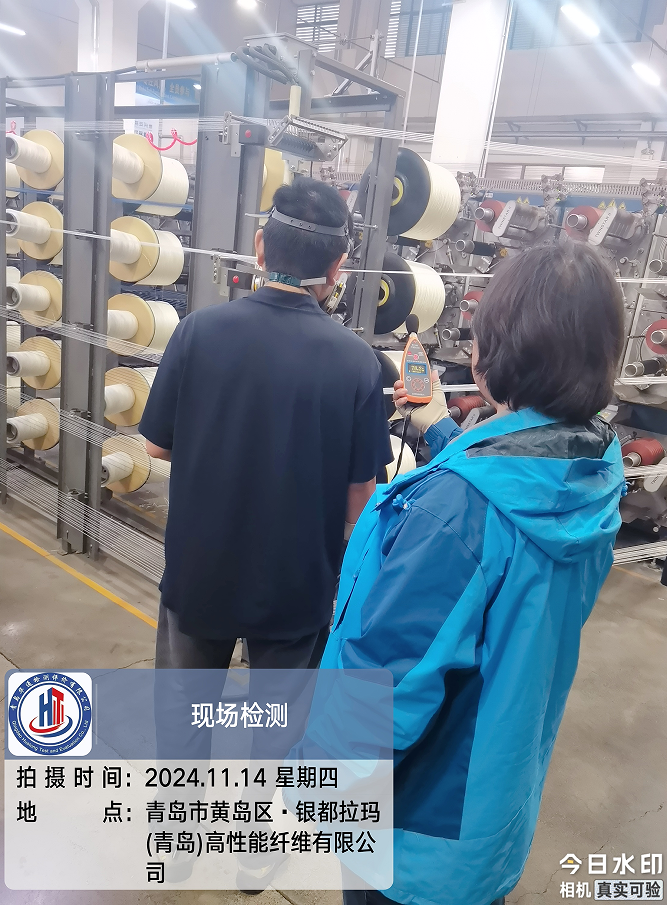 现场检测
拍摄时间: 2024.11.14 星期四
地点: 青岛市黄岛区·银都拉玛
(青岛)高性能纤维有限公
司
今日水印
相机 真实可验